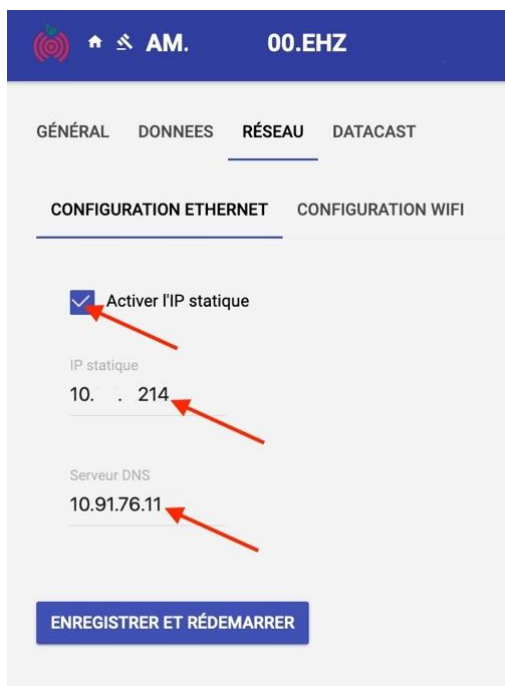 AM. 00.EHZ
GÉNÉRAL DONNEES RÉSEAU DATACAST
CONFIGURATION ETHERNET CONFIGURATION WIFI
Activer l'IP statique
IP statique
10. . 214
Serveur DNS
10.91.76.11
ENREGISTRER ET RÉDEMARRER